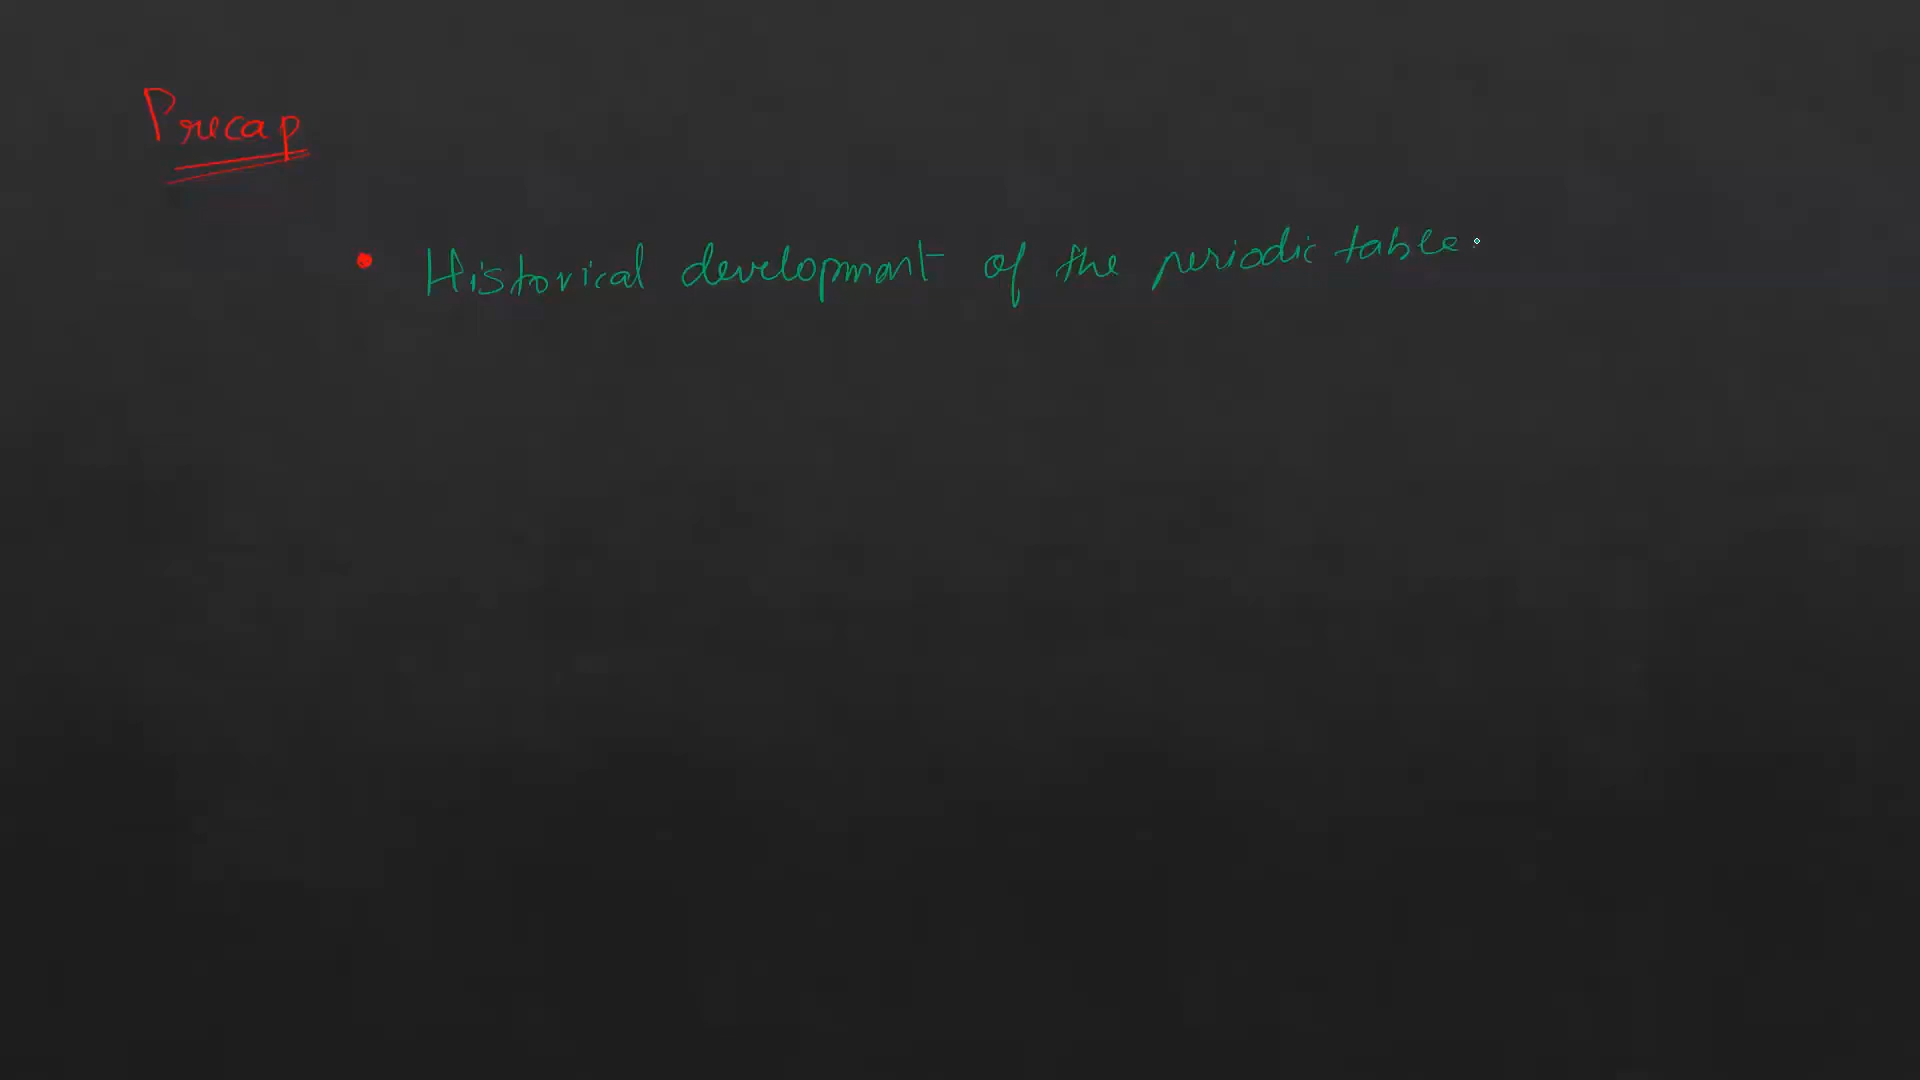 Precap
• Historical development of the periodic table.